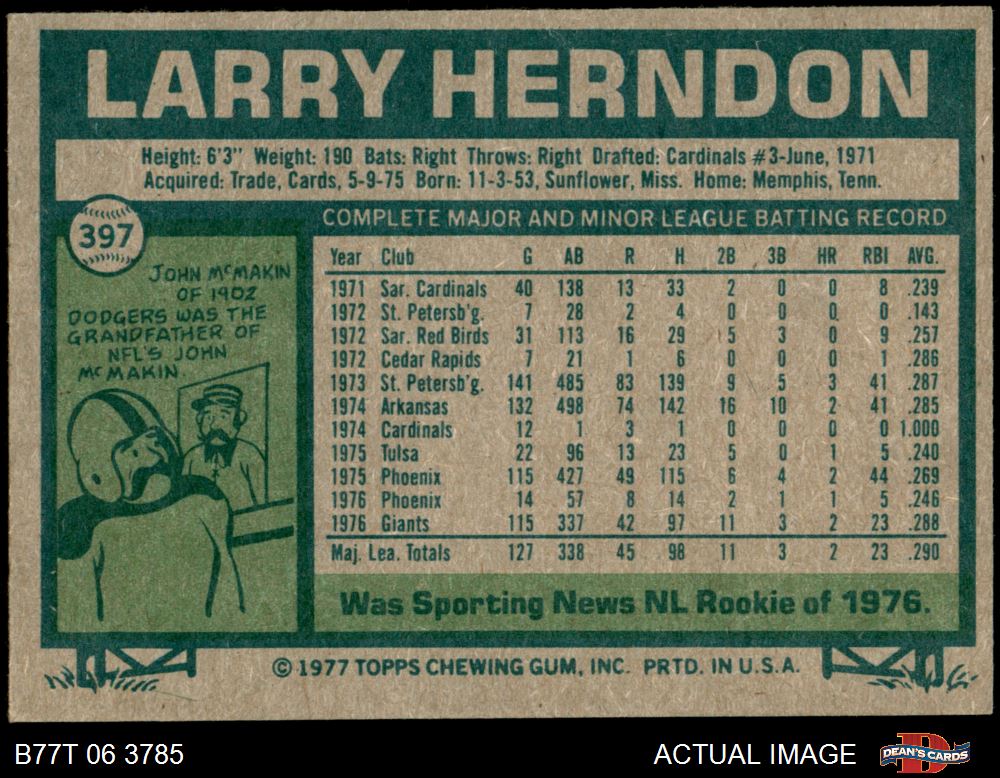 LARRY HERNDON
Height: 6'3" Weight: 190 Bats: Right Throws: Right Drafted: Cardinals #3-June, 1971
Acquired: Trade, Cards, 5-9-75 Born: 11-3-53, Sunflower, Miss. Home: Memphis, Tenn.
397
JOHN McMAKIN
OF 1902
DODGERS WAS THE
GRANDFATHER OF
NFL'S JOHN
McMAKIN.
COMPLETE MAJOR AND MINOR LEAGUE BATTING RECORD
Year Club G AB R H 2B 3B HR RBI AVG.
1971 Sar. Cardinals 40 138 13 33 2 0 0 8 .239
1972 St. Petersb'g. 7 28 2 4 0 0 0 0 .143
1972 Sar. Red Birds 31 113 16 29 5 3 0 9 .257
1972 Cedar Rapids 7 21 1 6 0 0 0 1 .286
1973 St. Petersb'g. 141 485 83 139 9 5 3 41 .287
1974 Arkansas 132 498 74 142 16 10 2 41 .285
1974 Cardinals 12 1 3 1 0 0 0 0 1.000
1975 Tulsa 22 96 13 23 5 0 1 5 .240
1975 Phoenix 115 427 49 115 6 4 2 44 .269
1976 Phoenix 14 57 8 14 2 1 1 5 .246
1976 Giants 115 337 42 97 11 3 2 23 .288
Maj. Lea. Totals 127 338 45 98 11 3 2 23 .290
Was Sporting News NL Rookie of 1976.
© 1977 TOPPS CHEWING GUM, INC. PRTD. IN U.S.A.
B77T 06 3785
ACTUAL IMAGE
DEAN'S CARDS